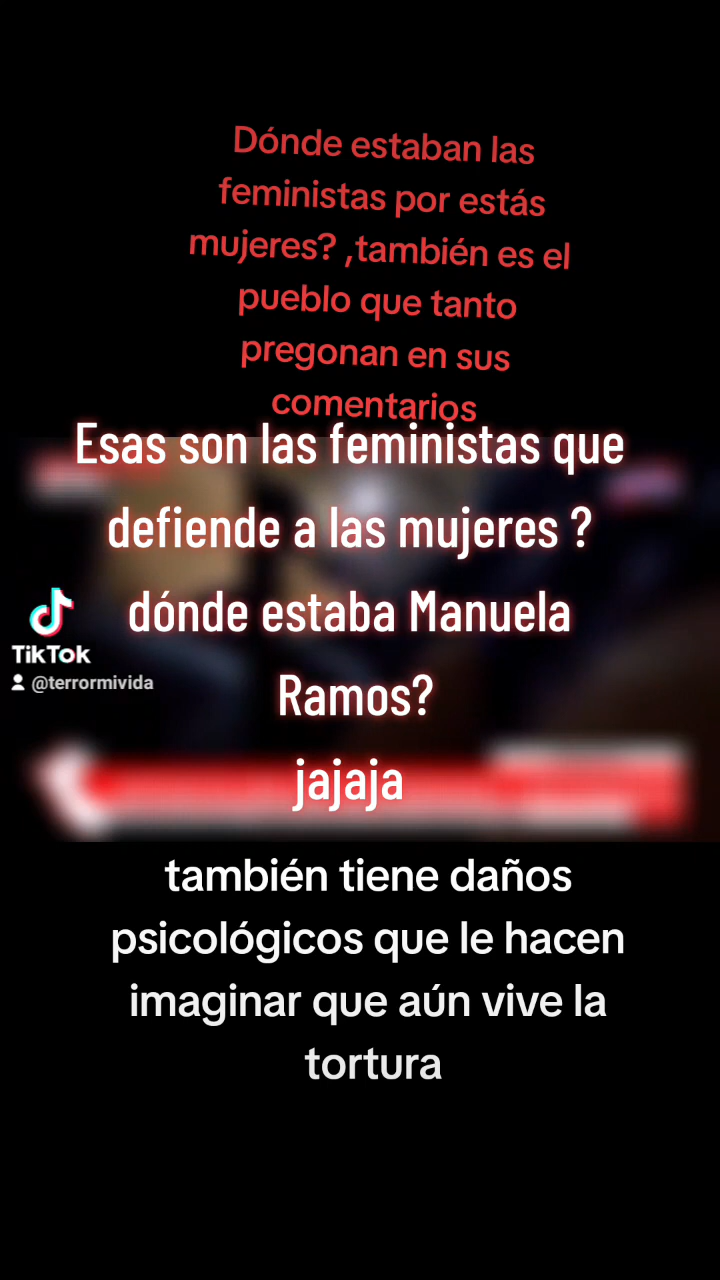 Dónde estaban las
feministas por estás
mujeres? ,también es el
pueblo que tanto
pregonan en sus
comentarios
Esas son las feministas que
defiende a las mujeres ?
dónde estaba Manuela
Ramos?
jajaja
TikTok
@terrormivida
también tiene daños
psicológicos que le hacen
imaginar que aún vive la
tortura